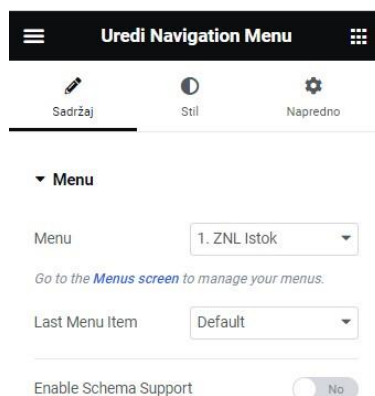 Uredi Navigation Menu
Sadržaj Stil Napredno
Menu
Menu 1. ZNL Istok
Go to the Menus screen to manage your menus.
Last Menu Item Default
Enable Schema Support No